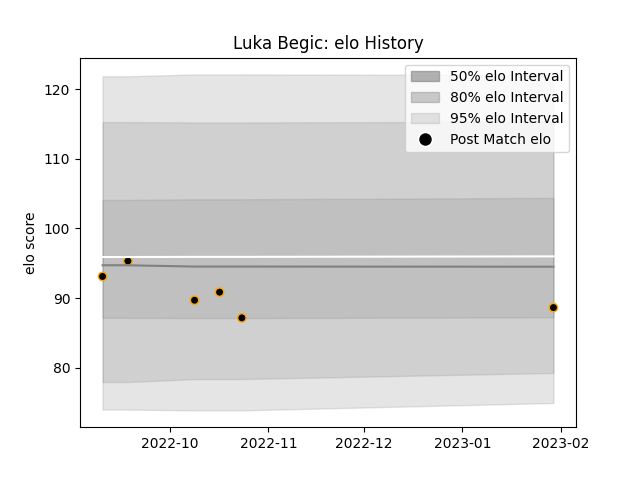 Luka Begic: elo History
50% elo Interval
80% elo Interval
95% elo Interval
Post Match elo
elo score
120
110
100
90
80
2022-10 2022-11 2022-12 2023-01 2023-02